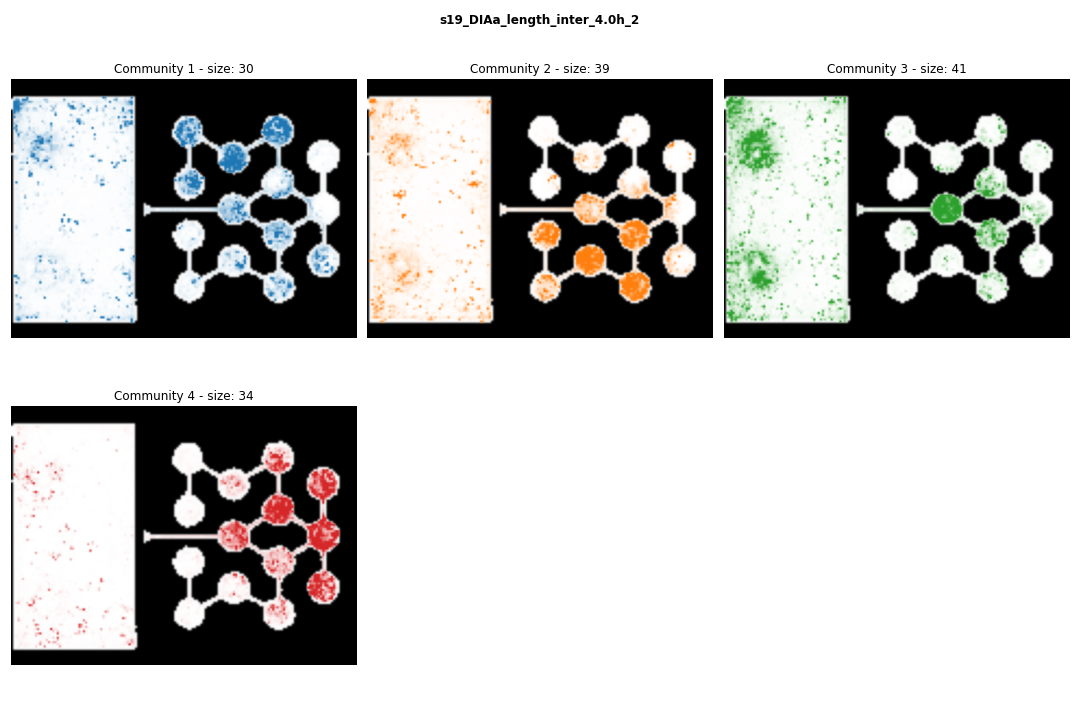 s19_DIAa_length_inter_4.0h_2
Community 1 - size: 30
Community 2 - size: 39
Community 3 - size: 41
Community 4 - size: 34